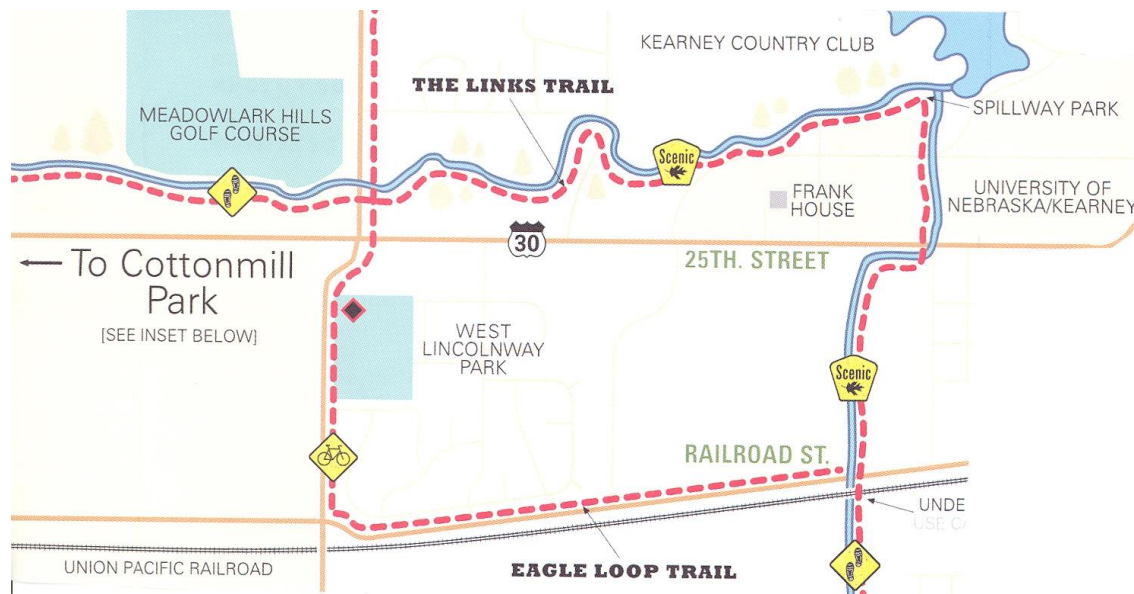 KEARNEY COUNTRY CLUB
THE LINKS TRAIL
MEADOWLARK HILLS
GOLF COURSE
SPILLWAY PARK
Scenic
FRANK
HOUSE
UNIVERSITY OF
NEBRASKA/KEARNEY
30
25TH. STREET
To Cottonmill
Park
[SEE INSET BELOW]
WEST
LINCOLNWAY
PARK
Scenic
RAILROAD ST.
UNDE
USE C
UNION PACIFIC RAILROAD
EAGLE LOOP TRAIL